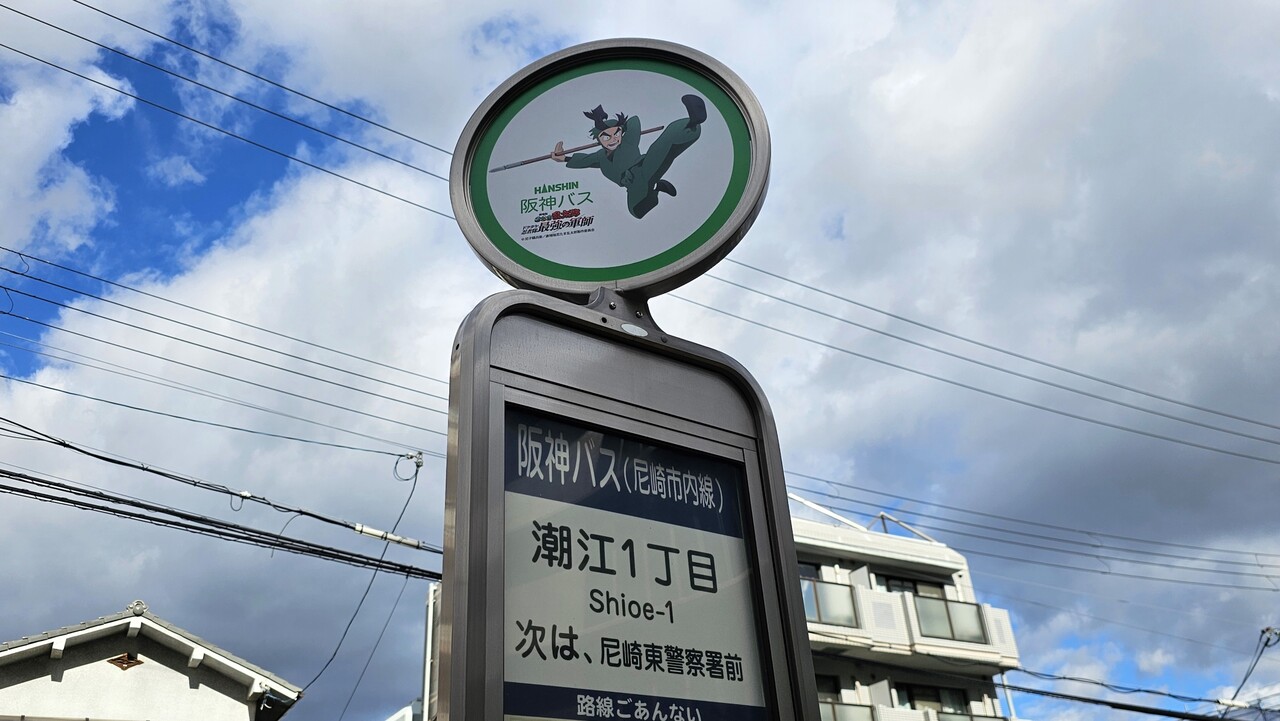 HANSHIN
阪神バス
最強の軍師
阪神バス(尼崎市内線)
潮江1丁目
Shioe-1
次は、尼崎東警察署前
路線ごあんない